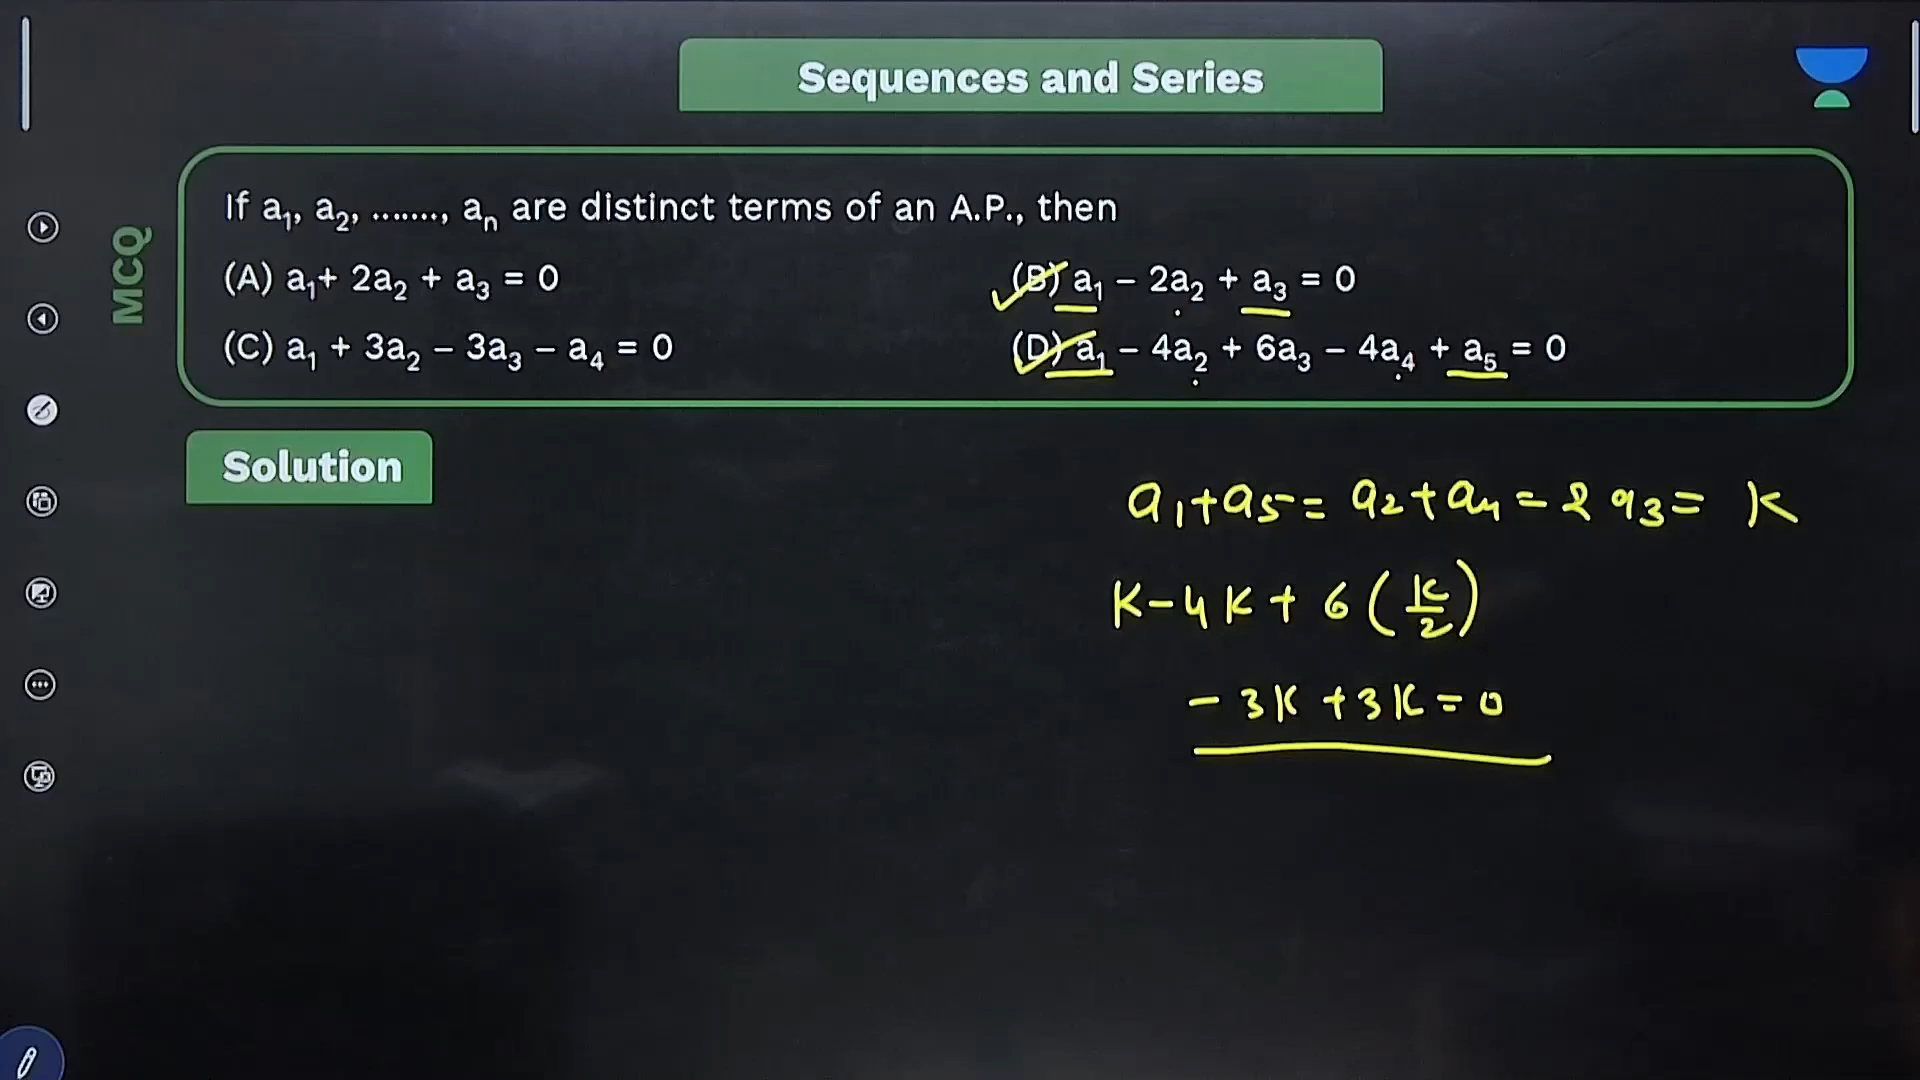 Sequences and Series
MCQ
If a₁, a₂, ......., aₙ are distinct terms of an A.P., then
(A) a₁+ 2a₂ + a₃ = 0
(B) a₁ – 2a₂ + a₃ = 0
(C) a₁ + 3a₂ – 3a₃ – a₄ = 0
(D) a₁ – 4a₂ + 6a₃ – 4a₄ + a₅ = 0
Solution
a₁+a₅ = a₂+a₄ = 2a₃ = K
K-4K+ 6(K/2)
-3K+3K=0